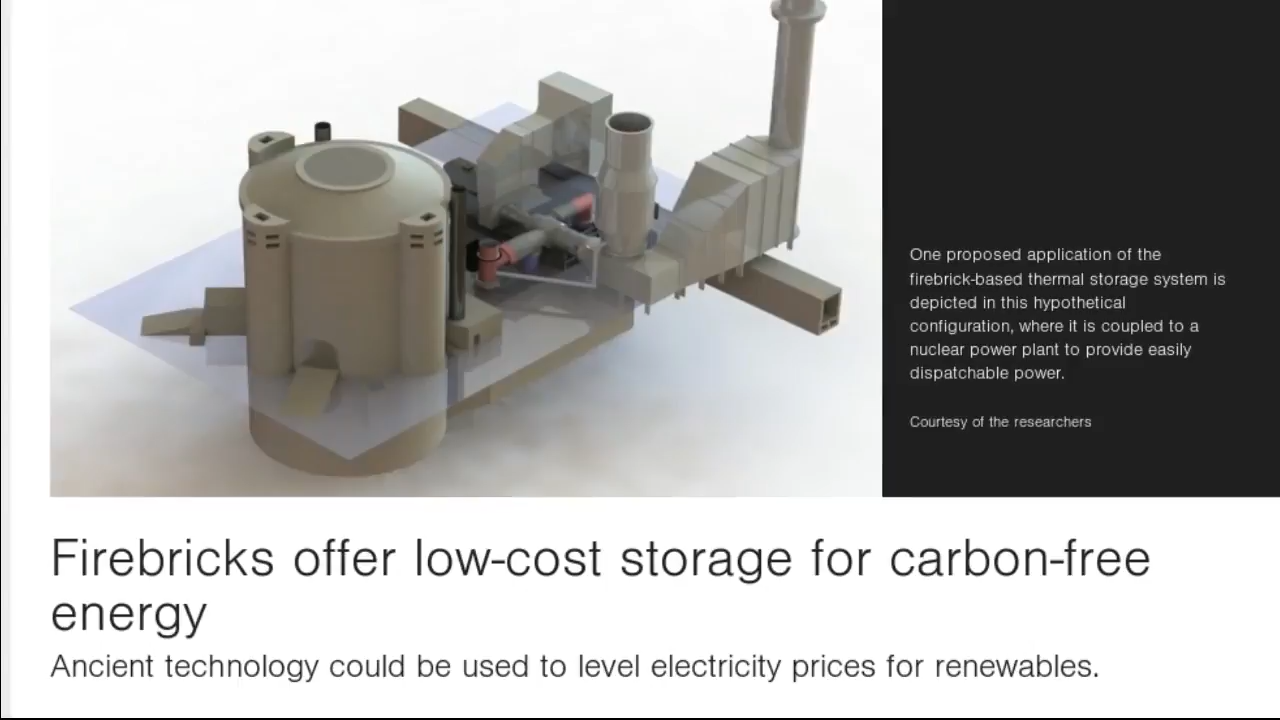 One proposed application of the
firebrick-based thermal storage system is
depicted in this hypothetical
configuration, where it is coupled to a
nuclear power plant to provide easily
dispatchable power.
Courtesy of the researchers
Firebricks offer low-cost storage for carbon-free
energy
Ancient technology could be used to level electricity prices for renewables.